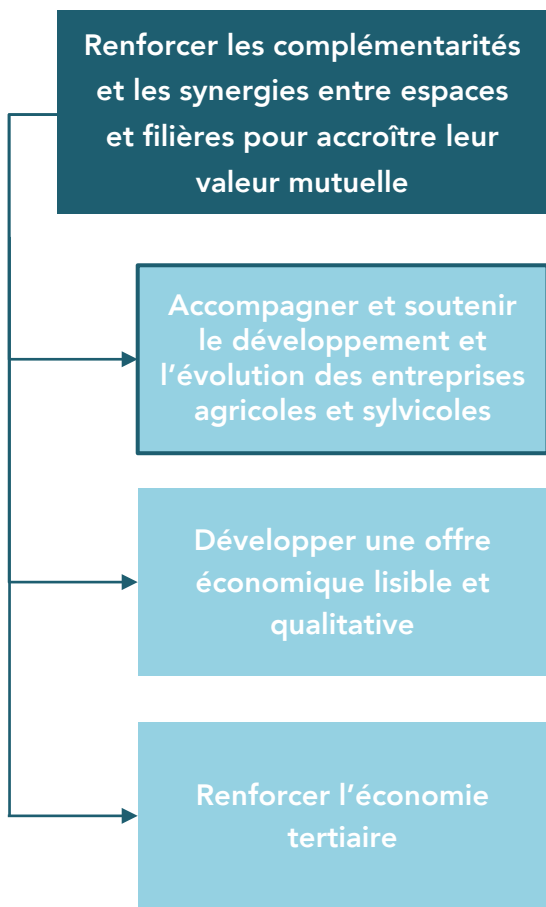 Renforcer les complémentarités
et les synergies entre espaces
et filières pour accroître leur
valeur mutuelle
Accompagner et soutenir
le développement et
l'évolution des entreprises
agricoles et sylvicoles
Développer une offre
économique lisible et
qualitative
Renforcer l'économie
tertiaire